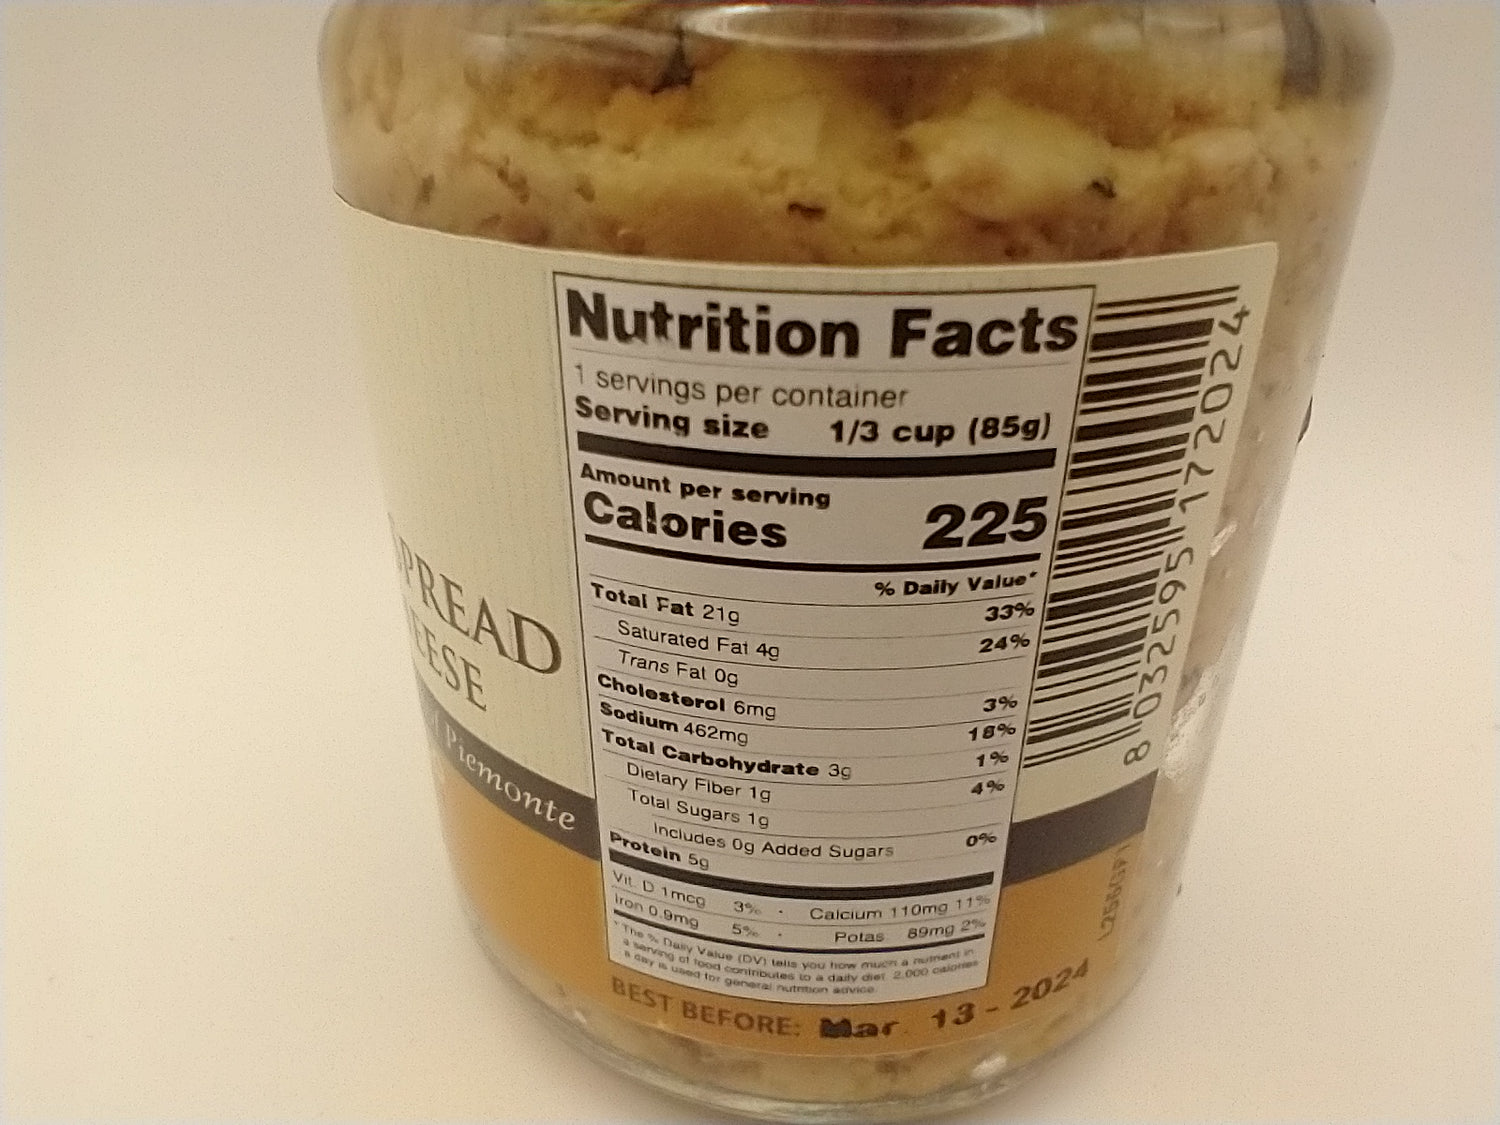 SPREAD
EESE
Piemonte
Nutrition Facts
1 servings per container
Serving size 1/3 cup (85g)
Amount per serving
Calories 225
% Daily Value*
Total Fat 21g 33%
Saturated Fat 4g 24%
Trans Fat 0g
Cholesterol 6mg 3%
Sodium 462mg 18%
Total Carbohydrate 3g 1%
Dietary Fiber 1g 4%
Total Sugars 1g
Includes 0g Added Sugars 0%
Protein 5g
Vit. D 1mcg 3% · Calcium 110mg 11%
Iron 0.9mg 5% · Potas 89mg 2%
*The % Daily Value (DV) tells you how much a nutrient in
a serving of food contributes to a daily diet. 2,000 calories
a day is used for general nutrition advice.
BEST BEFORE: Mar 13 - 2024
8 032595 172024